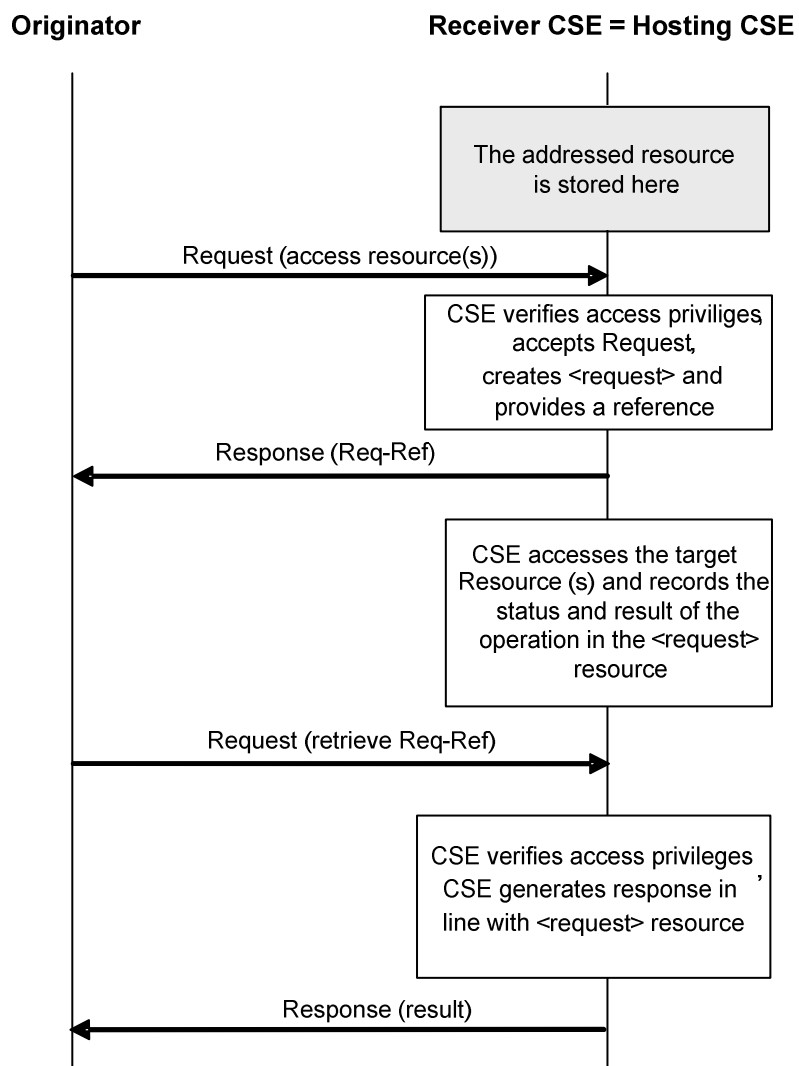 Originator
Receiver CSE = Hosting CSE
The addressed resource
is stored here
Request (access resource(s))
CSE verifies access priviliges,
accepts Request,
creates <request> and
provides a reference
Response (Req-Ref)
CSE accesses the target
Resource (s) and records the
status and result of the
operation in the <request>
resource
Request (retrieve Req-Ref)
CSE verifies access privileges ,
CSE generates response in
line with <request> resource
Response (result)